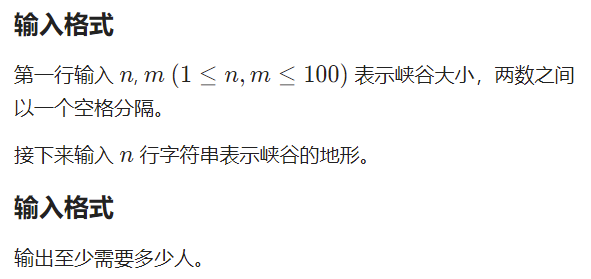 输入格式
第一行输入 n, m (1 ≤ n, m ≤ 100) 表示峡谷大小，两数之间
以一个空格分隔。
接下来输入 n 行字符串表示峡谷的地形。
输入格式
输出至少需要多少人。